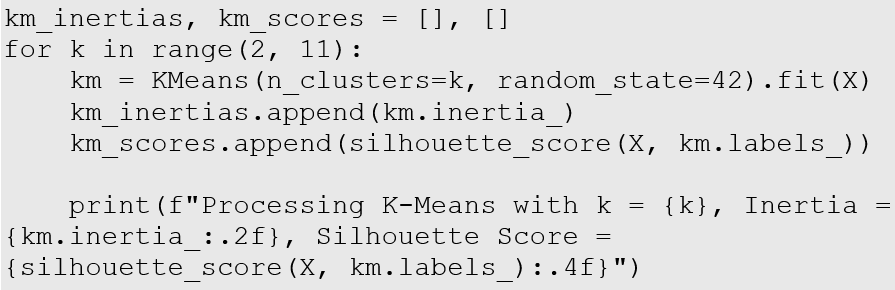 km_inertias, km_scores = [], []
for k in range(2, 11):
    km = KMeans(n_clusters=k, random_state=42).fit(X)
    km_inertias.append(km.inertia_)
    km_scores.append(silhouette_score(X, km.labels_))

    print(f"Processing K-Means with k = {k}, Inertia =
{km.inertia_:.2f}, Silhouette Score =
{silhouette_score(X, km.labels_):.4f}")